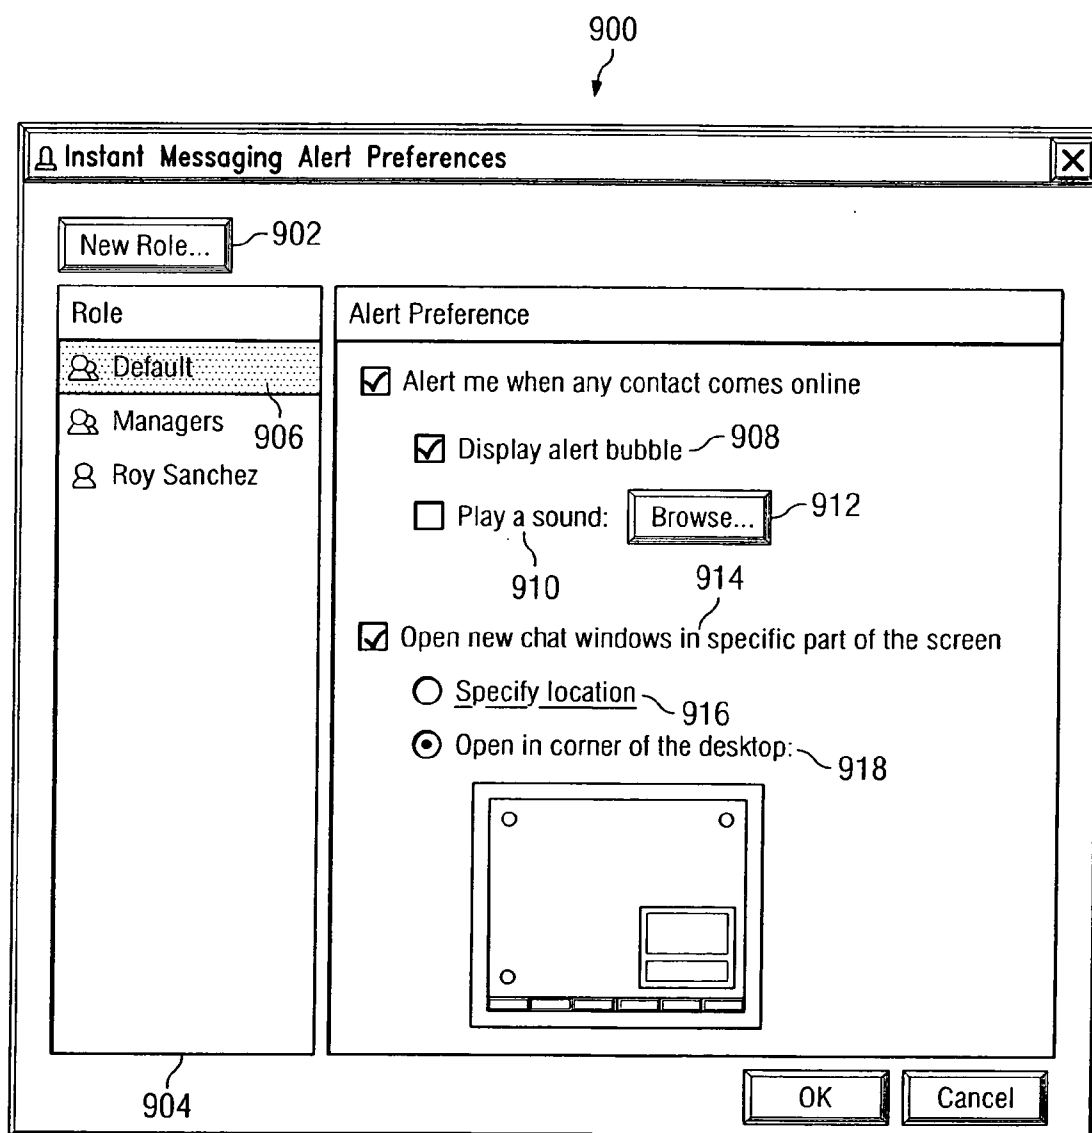 900
Instant Messaging Alert Preferences
New Role... 902
Role
Default
Managers
906
Roy Sanchez
904
Alert Preference
Alert me when any contact comes online
Display alert bubble 908
Play a sound: Browse... 912
910
914
Open new chat windows in specific part of the screen
Specify location 916
Open in corner of the desktop: 918
OK Cancel